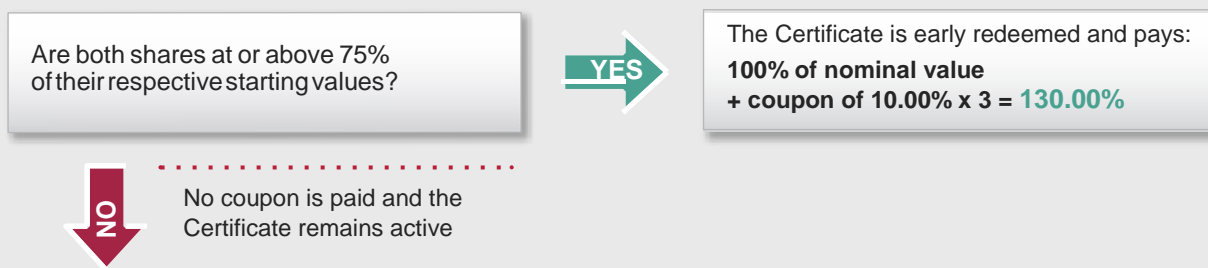 Are both shares at or above 75%
of their respective starting values?
YES
The Certificate is early redeemed and pays:
100% of nominal value
+ coupon of 10.00% x 3 = 130.00%
NO
No coupon is paid and the
Certificate remains active